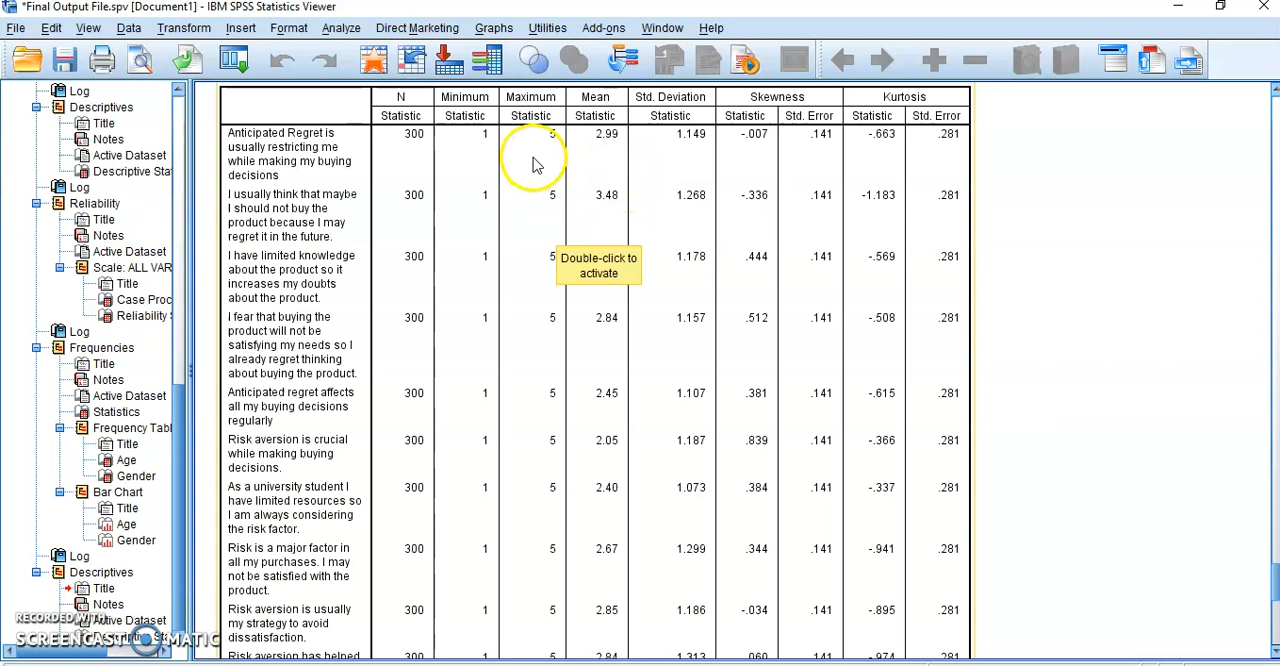 *Final Output File.spv [Document1] - IBM SPSS Statistics Viewer
File Edit View Data Transform Insert Format Analyze Direct Marketing Graphs Utilities Add-ons Window Help
Log
Descriptives
Title
Notes
Active Dataset
Descriptive Sta
Log
Reliability
Title
Notes
Active Dataset
Scale: ALL VAR
Title
Case Proc
Reliability S
Log
Frequencies
Title
Notes
Active Dataset
Statistics
Frequency Tabl
Title
Age
Gender
Bar Chart
Title
Age
Gender
Log
Descriptives
Title
Notes
Active Dataset
RECORDED WITH
SCREENCAST MATIC
N Minimum Maximum Mean Std. Deviation Skewness Kurtosis
Statistic Statistic Statistic Statistic Statistic Statistic Std. Error Statistic Std. Error
Anticipated Regret is 300 1 5 2.99 1.149 -.007 .141 -.663 .281
usually restricting me
while making my buying
decisions
I usually think that maybe 300 1 5 3.48 1.268 -.336 .141 -1.183 .281
I should not buy the
product because I may
regret it in the future.
I have limited knowledge 300 1 5 1.178 .444 .141 -.569 .281
about the product so it
increases my doubts
about the product.
Double-click to
activate
I fear that buying the 300 1 5 2.84 1.157 .512 .141 -.508 .281
product will not be
satisfying my needs so I
already regret thinking
about buying the product.
Anticipated regret affects 300 1 5 2.45 1.107 .381 .141 -.615 .281
all my buying decisions
regularly
Risk aversion is crucial 300 1 5 2.05 1.187 .839 .141 -.366 .281
while making buying
decisions.
As a university student I 300 1 5 2.40 1.073 .384 .141 -.337 .281
have limited resources so
I am always considering
the risk factor.
Risk is a major factor in 300 1 5 2.67 1.299 .344 .141 -.941 .281
all my purchases. I may
not be satisfied with the
product.
Risk aversion is usually 300 1 5 2.85 1.186 -.034 .141 -.895 .281
my strategy to avoid
dissatisfaction.
Risk aversion has helped 300 1 5 2.84 1.313 .060 .141 -.974 .281